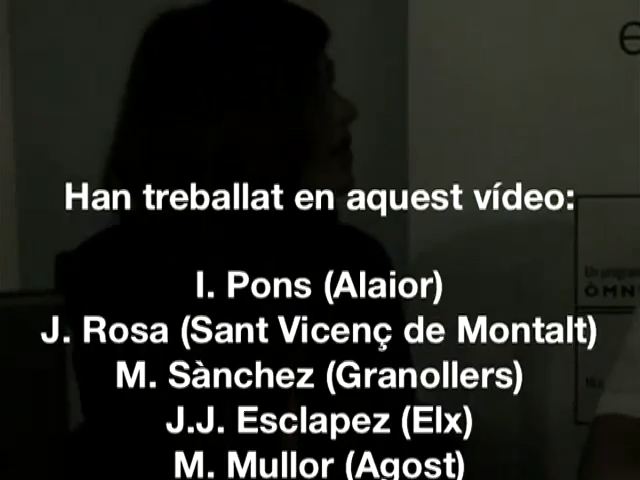 Han treballat en aquest vídeo:
I. Pons (Alaior)
J. Rosa (Sant Vicenç de Montalt)
M. Sànchez (Granollers)
J.J. Esclapez (Elx)
M. Mullor (Agost)